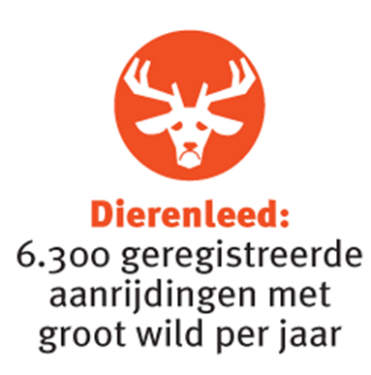 Dierenleed:
6.300 geregistreerde
aanrijdingen met
groot wild per jaar